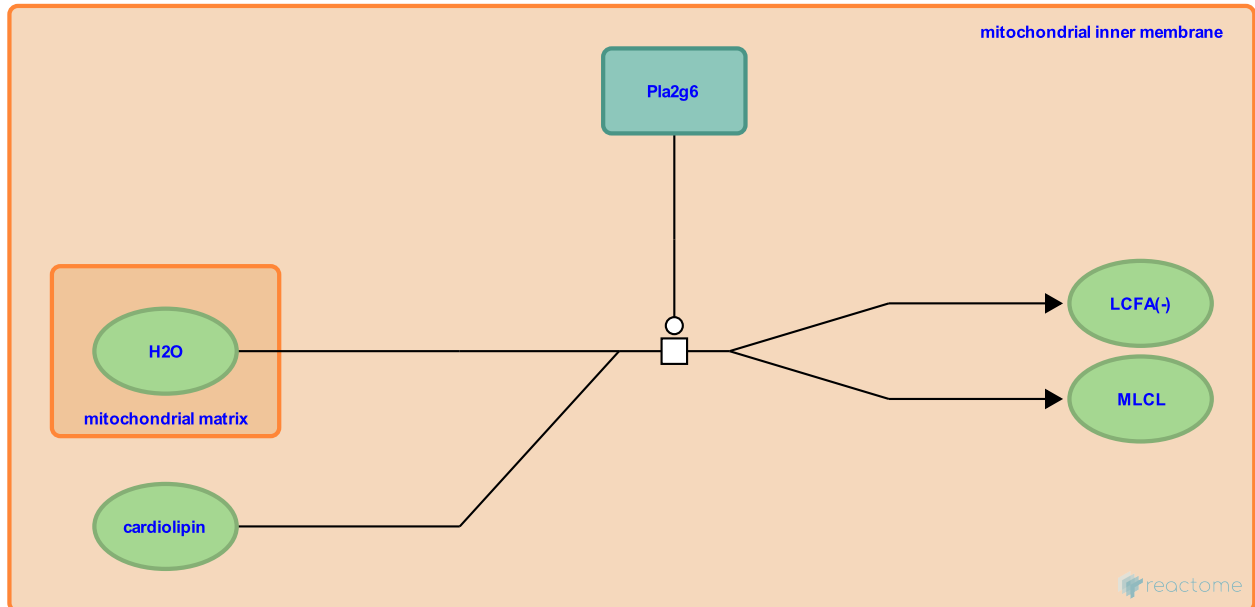 mitochondrial inner membrane
Pla2g6
H2O
mitochondrial matrix
cardiolipin
LCFA(-)
MLCL
reactome